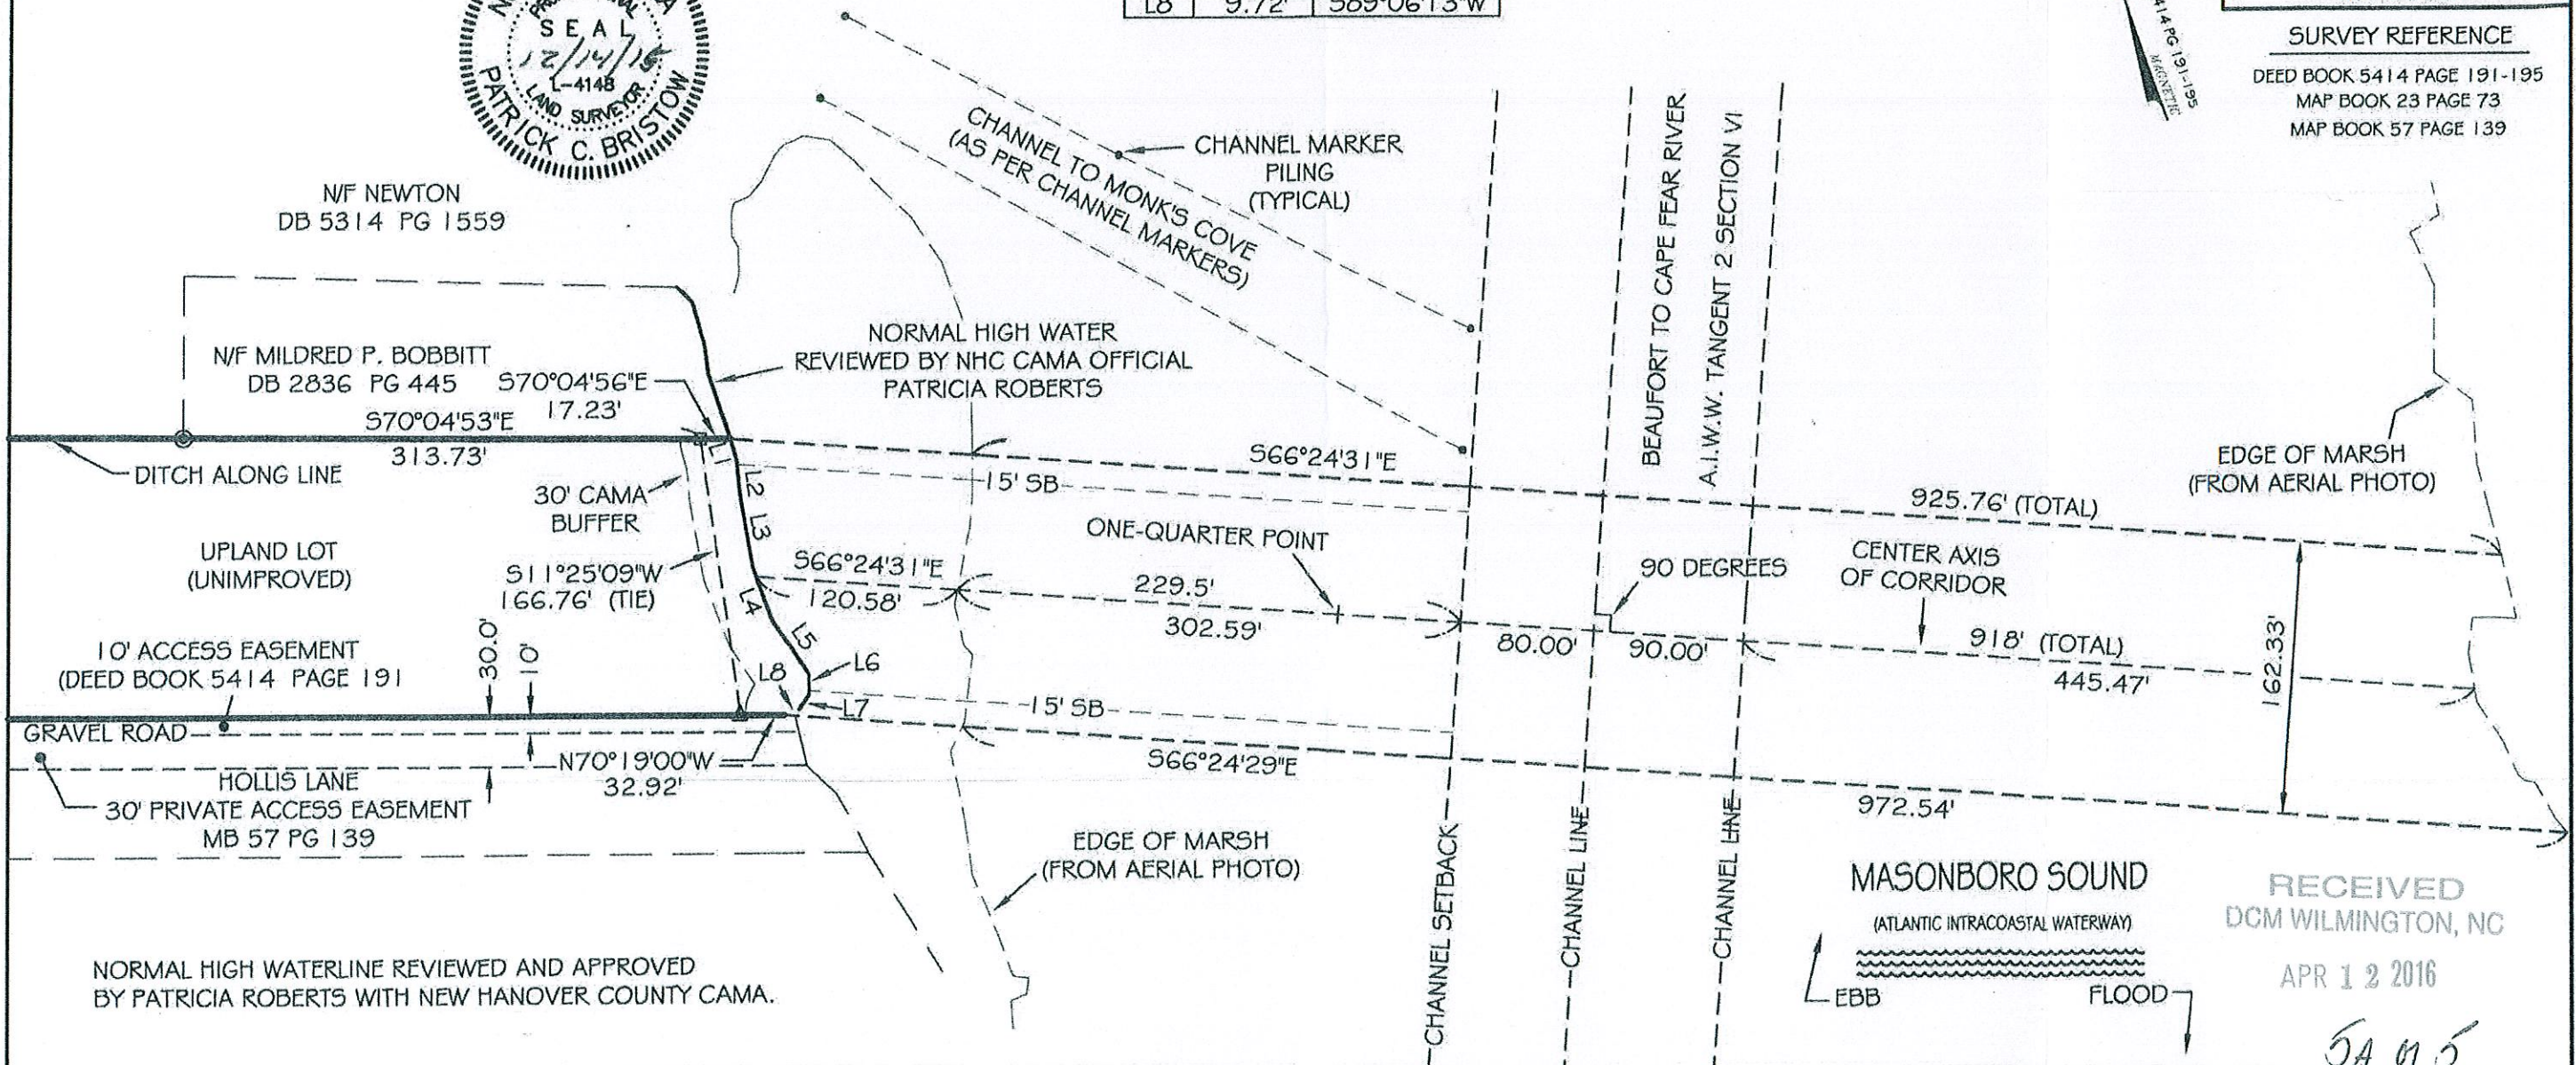 L8 9.72' S89°06'13"W
SEAL
12/14/15
L-4148
LAND SURVEYOR
PATRICK C. BRISTOW
414 PG 191-195
MAGNETIC
SURVEY REFERENCE
DEED BOOK 5414 PAGE 191-195
MAP BOOK 23 PAGE 73
MAP BOOK 57 PAGE 139
N/F NEWTON
DB 5314 PG 1559
CHANNEL TO MONK'S COVE
(AS PER CHANNEL MARKERS)
CHANNEL MARKER
PILING
(TYPICAL)
BEAUFORT TO CAPE FEAR RIVER
A.I.W.W. TANGENT 2 SECTION VI
N/F MILDRED P. BOBBITT
DB 2836 PG 445
S70°04'56"E
17.23'
S70°04'53"E
313.73'
DITCH ALONG LINE
NORMAL HIGH WATER
REVIEWED BY NHC CAMA OFFICIAL
PATRICIA ROBERTS
L1
L2
L3
L4
L5
L6
L7
L8
30' CAMA
BUFFER
UPLAND LOT
(UNIMPROVED)
S11°25'09"W
166.76' (TIE)
S66°24'31"E
15' SB
925.76' (TOTAL)
EDGE OF MARSH
(FROM AERIAL PHOTO)
ONE-QUARTER POINT
S66°24'31"E
120.58'
229.5'
302.59'
90 DEGREES
80.00'
90.00'
CENTER AXIS
OF CORRIDOR
918' (TOTAL)
445.47'
162.33'
10' ACCESS EASEMENT
(DEED BOOK 5414 PAGE 191
30.0'
10'
15' SB
GRAVEL ROAD
N70°19'00"W
32.92'
S66°24'29"E
972.54'
HOLLIS LANE
30' PRIVATE ACCESS EASEMENT
MB 57 PG 139
EDGE OF MARSH
(FROM AERIAL PHOTO)
CHANNEL SETBACK
CHANNEL LINE
CHANNEL LINE
MASONBORO SOUND
(ATLANTIC INTRACOASTAL WATERWAY)
EBB
FLOOD
RECEIVED
DCM WILMINGTON, NC
APR 12 2016
NORMAL HIGH WATERLINE REVIEWED AND APPROVED
BY PATRICIA ROBERTS WITH NEW HANOVER COUNTY CAMA.